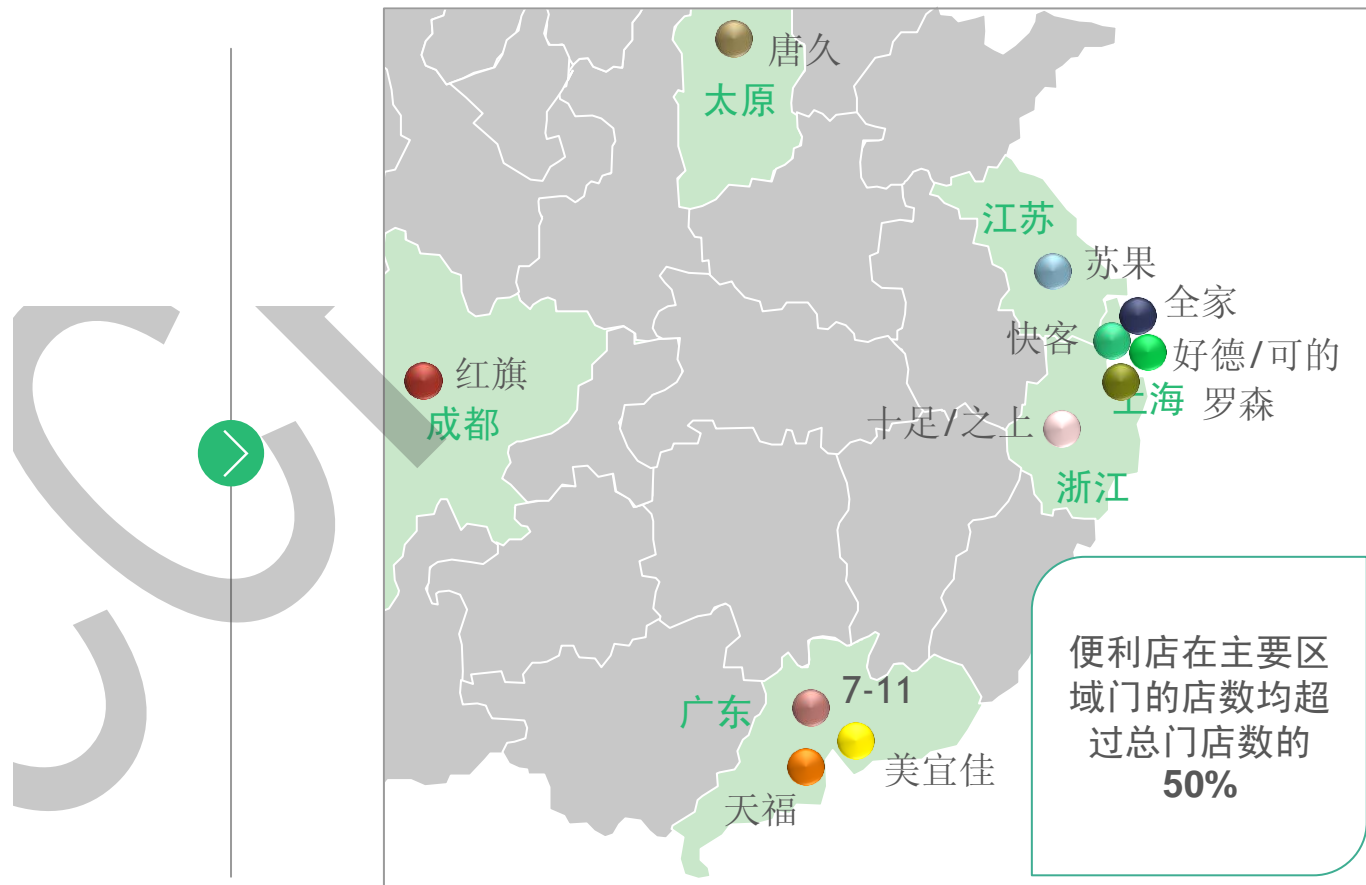 唐久
太原
江苏
苏果
全家
快客
好德/可的
上海
罗森
红旗
成都
十足/之上
浙江
广东
7-11
美宜佳
天福
便利店在主要区
域门的店数均超
过总门店数的
50%